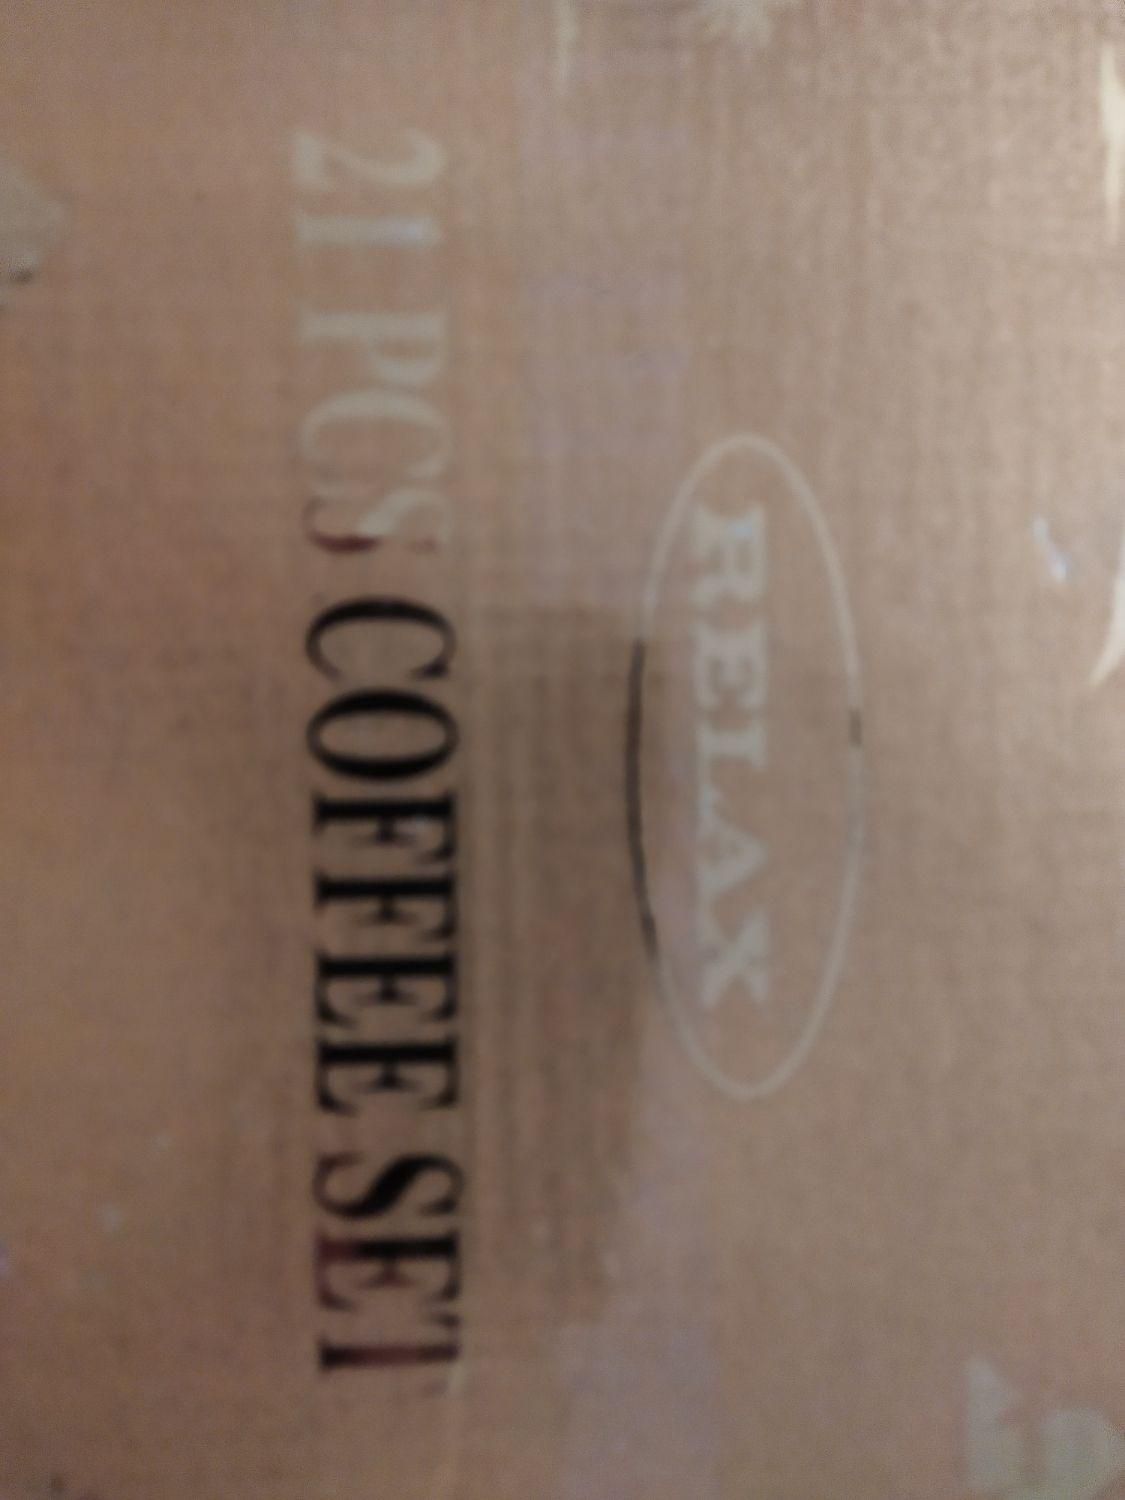 RELAX
21 PCS COFFEE SET